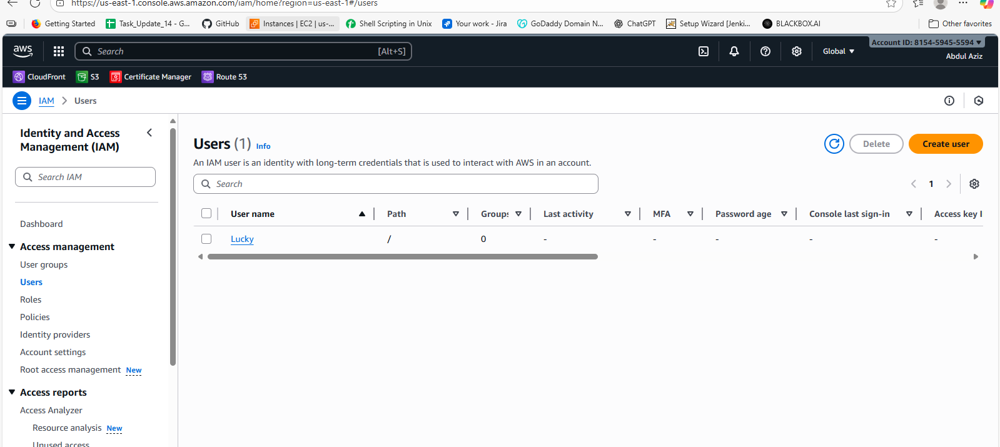 https://us-east-1.console.aws.amazon.com/iam/home?region=us-east-1#/users
Getting Started Task_Update_14 - G... GitHub Instances | EC2 | us-... Shell Scripting in Unix Your work - Jira GoDaddy Domain N... ChatGPT Setup Wizard [Jenki... BLACKBOX.AI Other favorites
aws Search [Alt+S] Global Account ID: 8154-5945-5594
Abdul Aziz
CloudFront S3 Certificate Manager Route 53
IAM > Users
Identity and Access
Management (IAM)
Search IAM
Dashboard
Access management
User groups
Users
Roles
Policies
Identity providers
Account settings
Root access management New
Access reports
Access Analyzer
Resource analysis New
Unused access
Users (1) Info
Delete Create user
An IAM user is an identity with long-term credentials that is used to interact with AWS in an account.
Search
1
User name Path Groups Last activity MFA Password age Console last sign-in Access key I
Lucky / 0 - - - - -